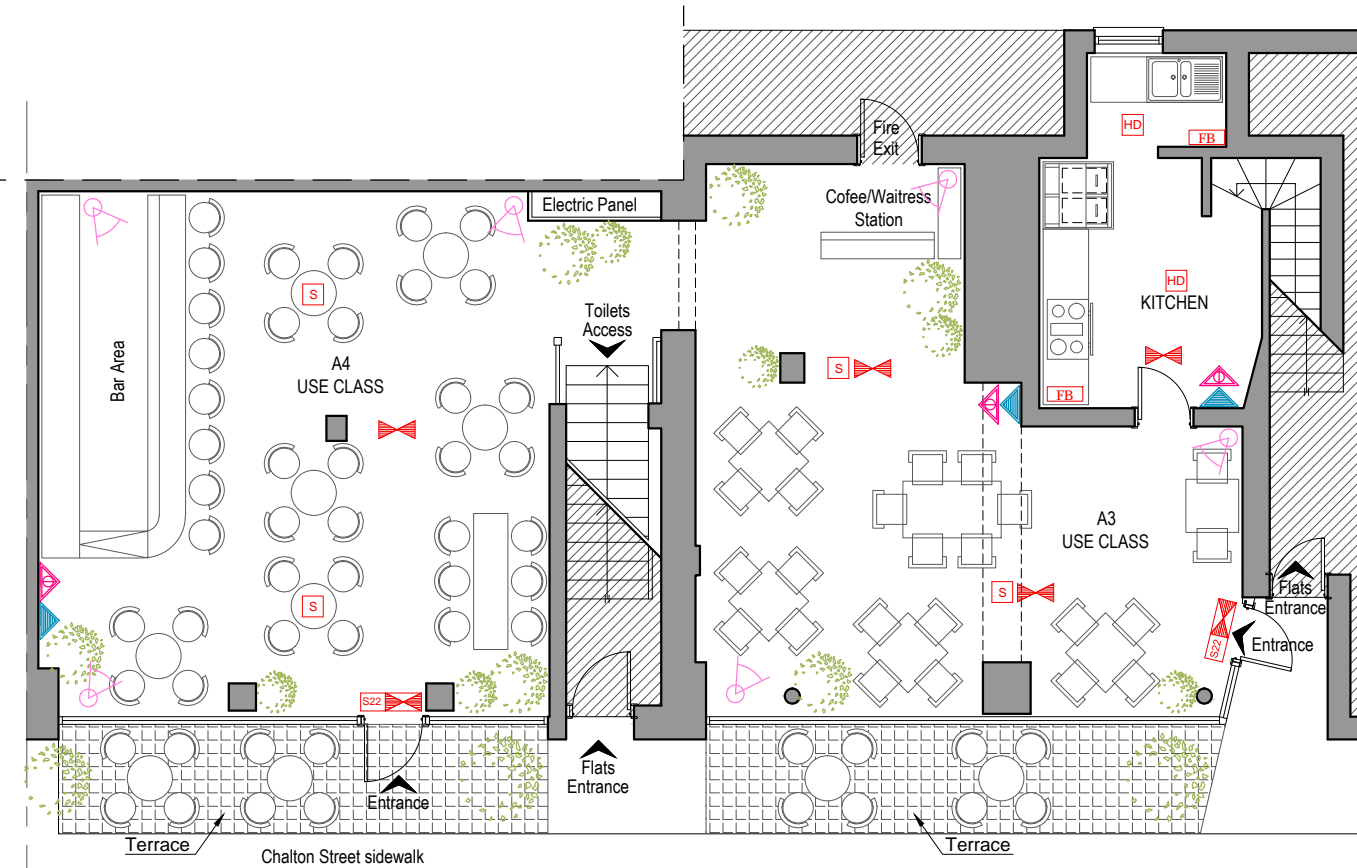 Fire
Exit
HD
FB
Electric Panel
Cofee/Waitress
Station
S
HD
KITCHEN
Toilets
Access
Bar Area
A4
USE CLASS
S
FB
A3
USE CLASS
S
S
S22
S22
Flats
Entrance
Entrance
Flats
Entrance
Entrance
Terrace
Terrace
Chalton Street sidewalk